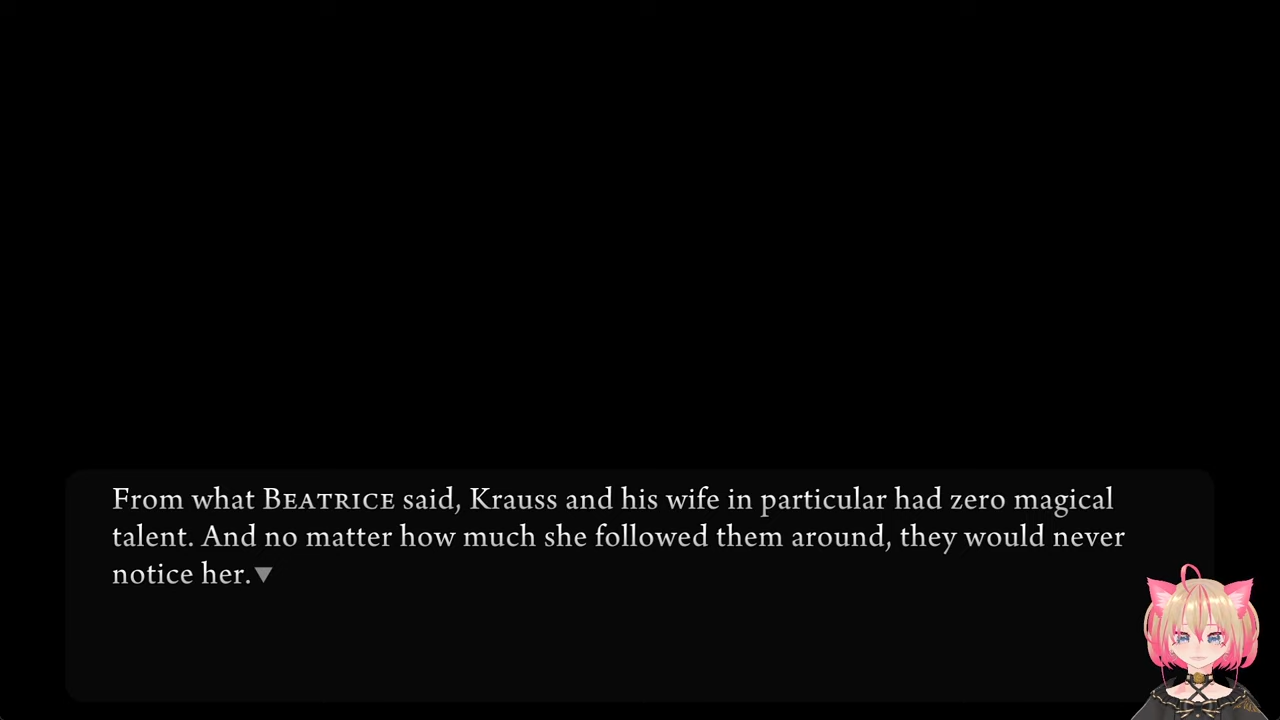 From what BEATRICE said, Krauss and his wife in particular had zero magical
talent. And no matter how much she followed them around, they would never
notice her.